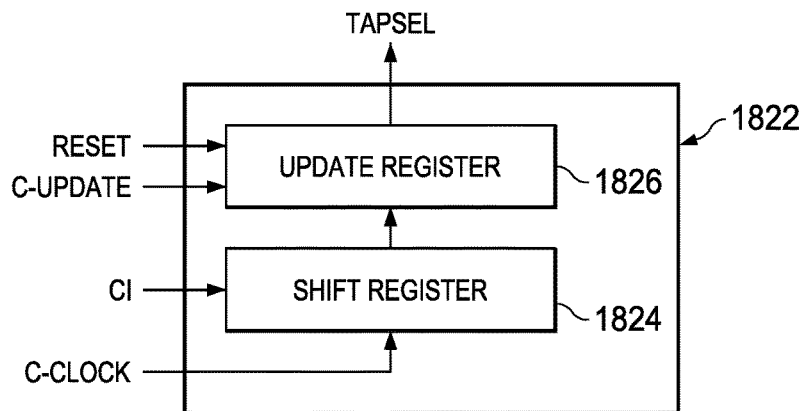 TAPSEL
1822
RESET
C-UPDATE
UPDATE REGISTER
1826
CI
SHIFT REGISTER
1824
C-CLOCK